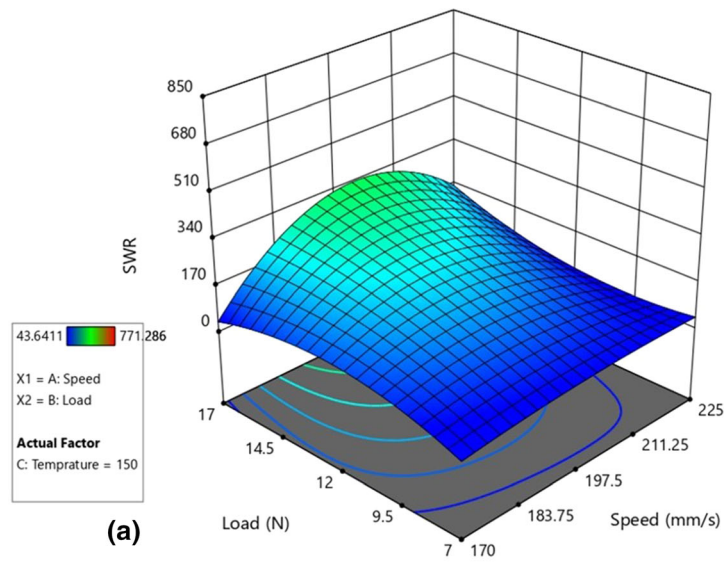 850
680
510
340
170
0
SWR
43.6411 771.286
X1 = A: Speed
X2 = B: Load
Actual Factor
C: Temprature = 150
17
14.5
12
9.5
7
Load (N)
225
211.25
197.5
183.75
170
Speed (mm/s)
(a)